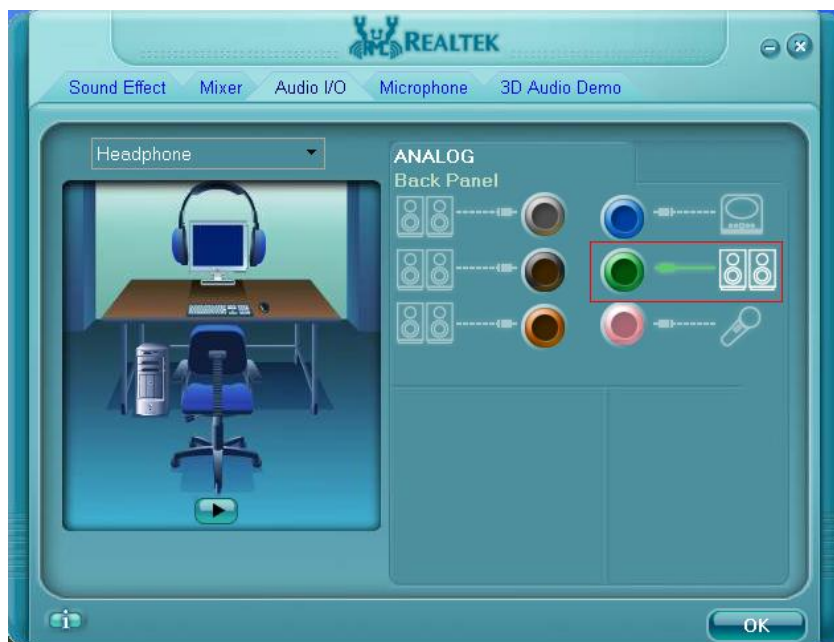 REALTEK
Sound Effect Mixer Audio I/O Microphone 3D Audio Demo
Headphone
ANALOG
Back Panel
i
OK